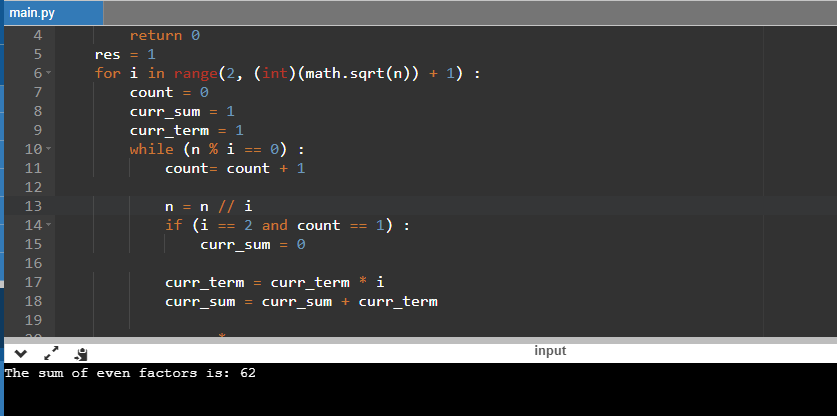 main.py
4 return 0
5 res = 1
6 for i in range(2, (int)(math.sqrt(n)) + 1) :
7 count = 0
8 curr_sum = 1
9 curr_term = 1
10 while (n % i == 0) :
11 count= count + 1
12
13 n = n // i
14 if (i == 2 and count == 1) :
15 curr_sum = 0
16
17 curr_term = curr_term * i
18 curr_sum = curr_sum + curr_term
19
input
The sum of even factors is: 62